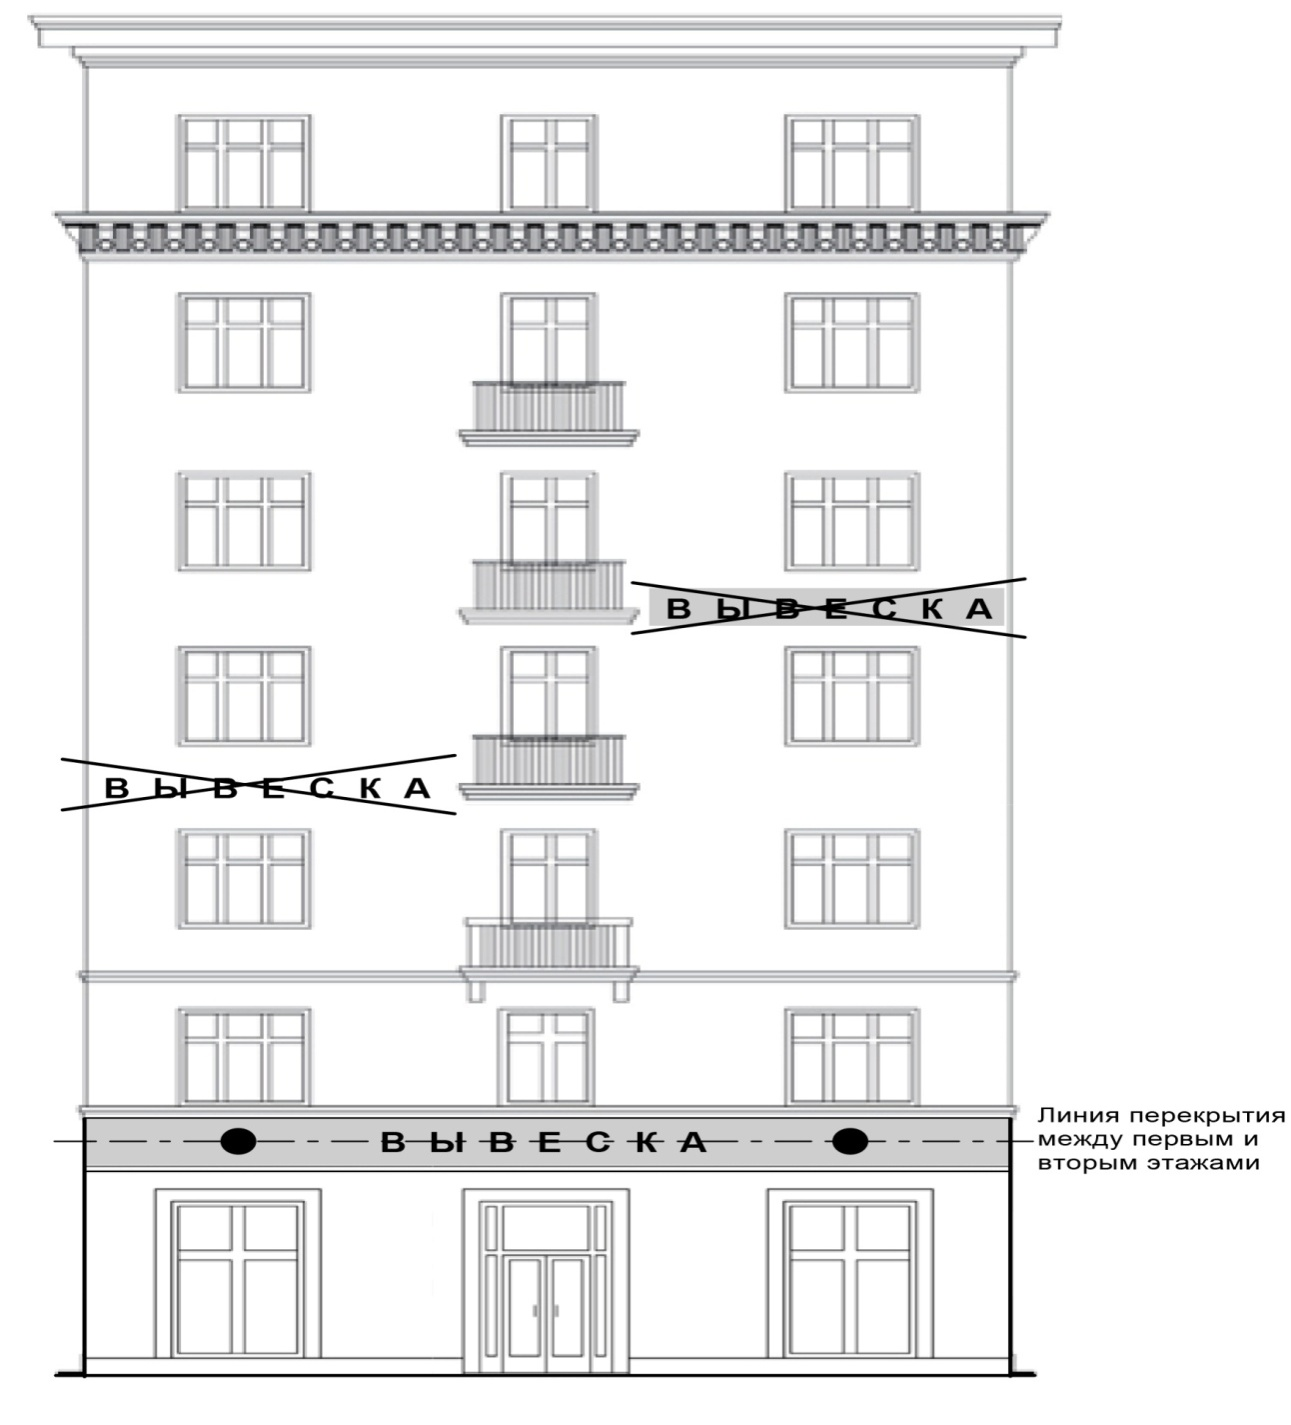 В Ы В Е С К А
В Ы В Е С К А
Линия перекрытия
между первым и
вторым этажами
В Ы В Е С К А